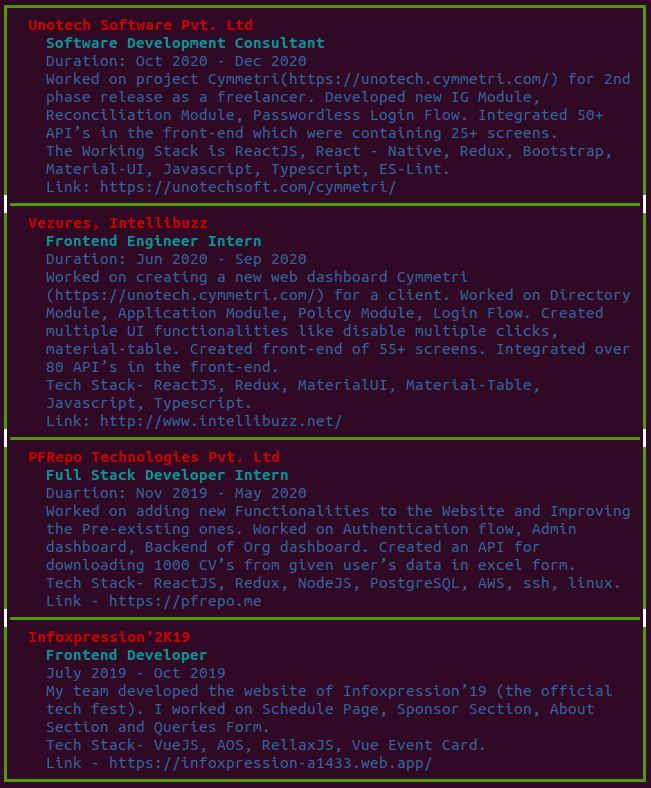 Unotech Software Pvt. Ltd
Software Development Consultant
Duration: Oct 2020 - Dec 2020
Worked on project Cymmetri(https://unotech.cymmetri.com/) for 2nd
phase release as a freelancer. Developed new IG Module,
Reconciliation Module, Passwordless Login Flow. Integrated 50+
API’s in the front-end which were containing 25+ screens.
The Working Stack is ReactJS, React - Native, Redux, Bootstrap,
Material-UI, Javascript, Typescript, ES-Lint.
Link: https://unotechsoft.com/cymmetri/
Vezures, Intellibuzz
Frontend Engineer Intern
Duration: Jun 2020 - Sep 2020
Worked on creating a new web dashboard Cymmetri
(https://unotech.cymmetri.com/) for a client. Worked on Directory
Module, Application Module, Policy Module, Login Flow. Created
multiple UI functionalities like disable multiple clicks,
material-table. Created front-end of 55+ screens. Integrated over
80 API’s in the front-end.
Tech Stack- ReactJS, Redux, MaterialUI, Material-Table,
Javascript, Typescript.
Link: http://www.intellibuzz.net/
PFRepo Technologies Pvt. Ltd
Full Stack Developer Intern
Duartion: Nov 2019 - May 2020
Worked on adding new Functionalities to the Website and Improving
the Pre-existing ones. Worked on Authentication flow, Admin
dashboard, Backend of Org dashboard. Created an API for
downloading 1000 CV’s from given user’s data in excel form.
Tech Stack- ReactJS, Redux, NodeJS, PostgreSQL, AWS, ssh, linux.
Link - https://pfrepo.me
Infoxpression'2K19
Frontend Developer
July 2019 - Oct 2019
My team developed the website of Infoxpression’19 (the official
tech fest). I worked on Schedule Page, Sponsor Section, About
Section and Queries Form.
Tech Stack- VueJS, AOS, RellaxJS, Vue Event Card.
Link - https://infoxpression-a1433.web.app/